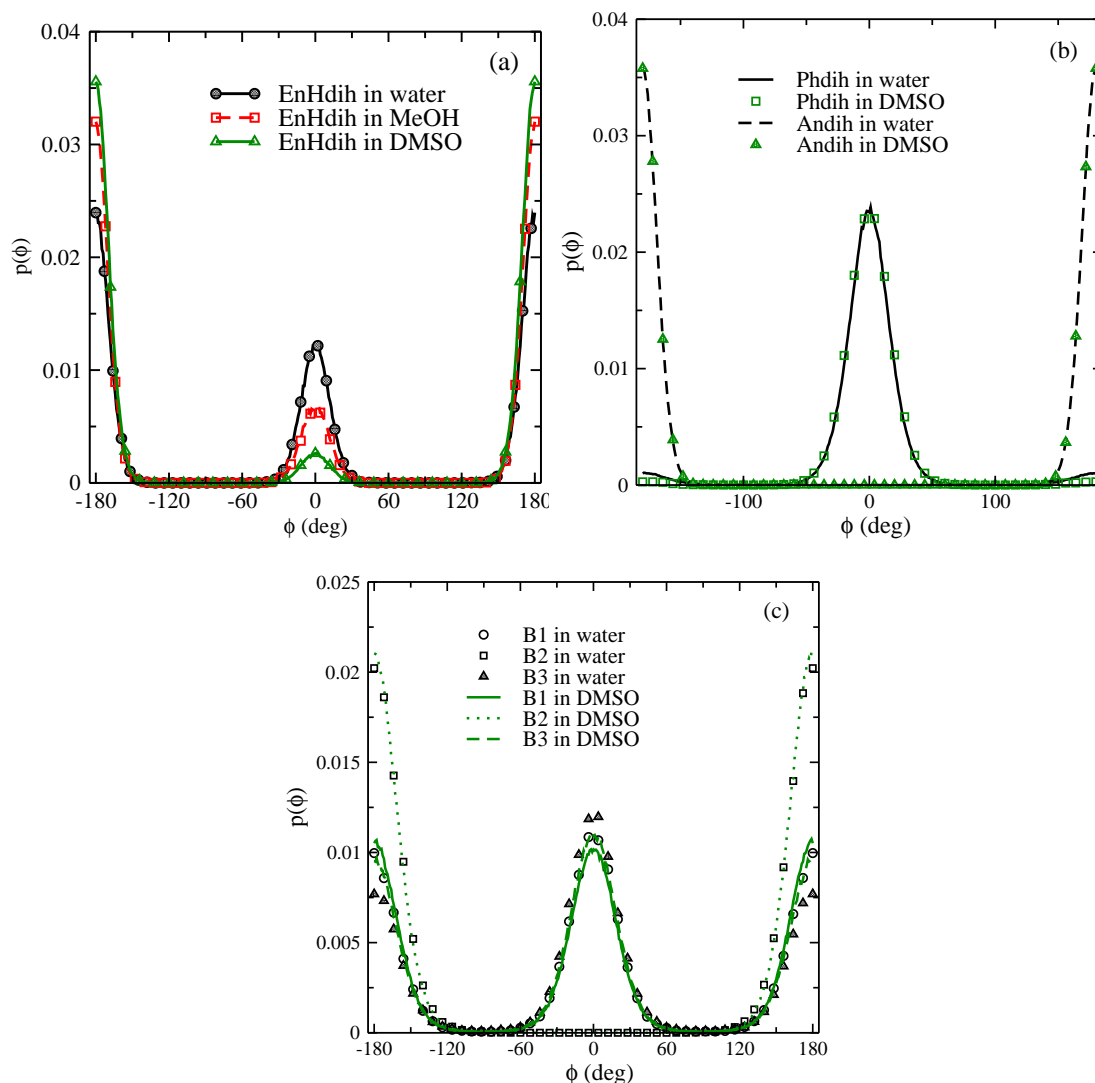 (a)
EnHdih in water
EnHdih in MeOH
EnHdih in DMSO
0.04
0.03
0.02
0.01
0
p(ϕ)
-180 -120 -60 0 60 120 180
ϕ (deg)
(b)
Phdih in water
Phdih in DMSO
Andih in water
Andih in DMSO
0.04
0.03
0.02
0.01
0
p(ϕ)
-100 0 100
ϕ (deg)
(c)
B1 in water
B2 in water
B3 in water
B1 in DMSO
B2 in DMSO
B3 in DMSO
0.025
0.02
0.015
0.01
0.005
0
p(ϕ)
-180 -120 -60 0 60 120 180
ϕ (deg)